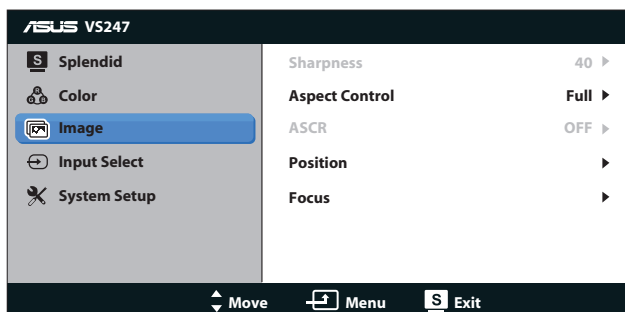 ASUS VS247
S Splendid
Color
Image
Input Select
System Setup
Sharpness 40
Aspect Control Full
ASCR OFF
Position
Focus
Move Menu S Exit